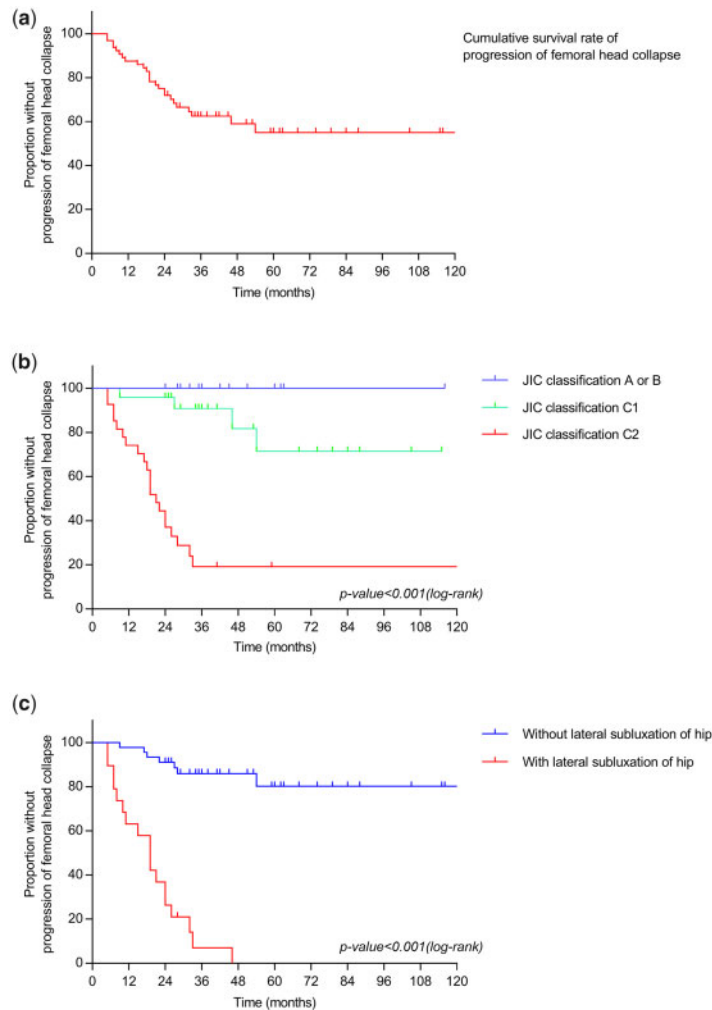 (a)
Cumulative survival rate of
progression of femoral head collapse
Proportion without
progression of femoral head collapse
100
80
60
40
20
0
0 12 24 36 48 60 72 84 96 108 120
Time (months)
(b)
JIC classification A or B
JIC classification C1
JIC classification C2
Proportion without
progression of femoral head collapse
100
80
60
40
20
0
p-value<0.001(log-rank)
0 12 24 36 48 60 72 84 96 108 120
Time (months)
(c)
Without lateral subluxation of hip
With lateral subluxation of hip
Proportion without
progression of femoral head collapse
100
80
60
40
20
0
p-value<0.001(log-rank)
0 12 24 36 48 60 72 84 96 108 120
Time (months)